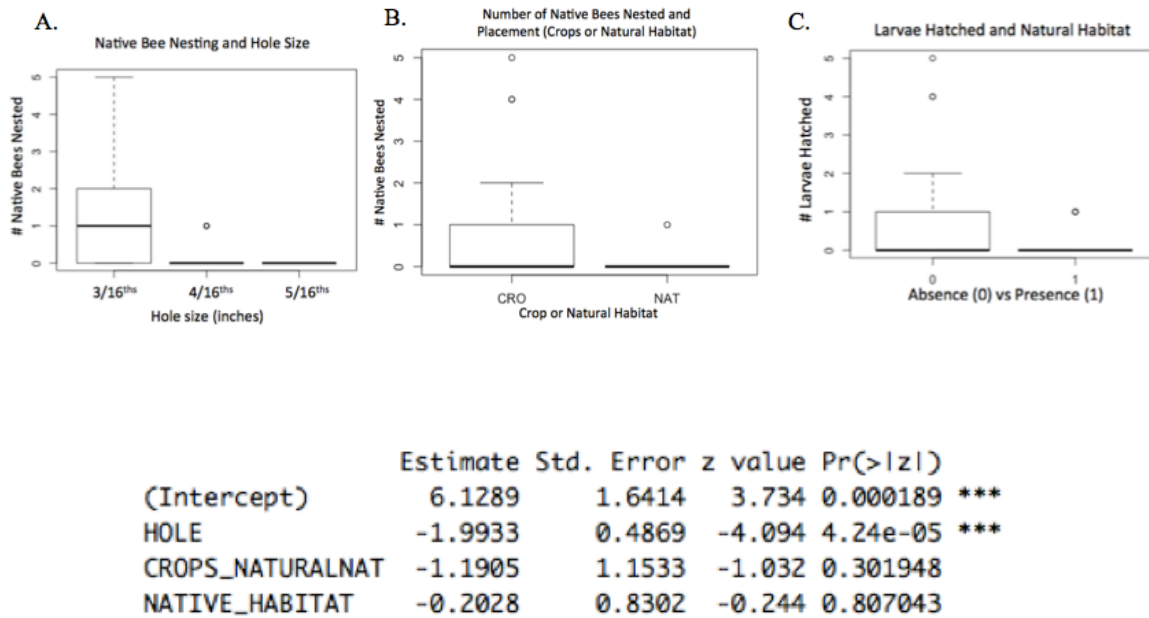 A.
Native Bee Nesting and Hole Size
# Native Bees Nested
5
4
3
2
1
0
3/16ths
4/16ths
5/16ths
Hole size (inches)
B.
Number of Native Bees Nested and
Placement (Crops or Natural Habitat)
# Native Bees Nested
5
4
3
2
1
0
CRO
NAT
Crop or Natural Habitat
C.
Larvae Hatched and Natural Habitat
# Larvae Hatched
5
4
3
2
1
0
0
1
Absence (0) vs Presence (1)
Estimate Std. Error z value Pr(>|z|)
(Intercept) 6.1289 1.6414 3.734 0.000189 ***
HOLE -1.9933 0.4869 -4.094 4.24e-05 ***
CROPS_NATURALNAT -1.1905 1.1533 -1.032 0.301948
NATIVE_HABITAT -0.2028 0.8302 -0.244 0.807043